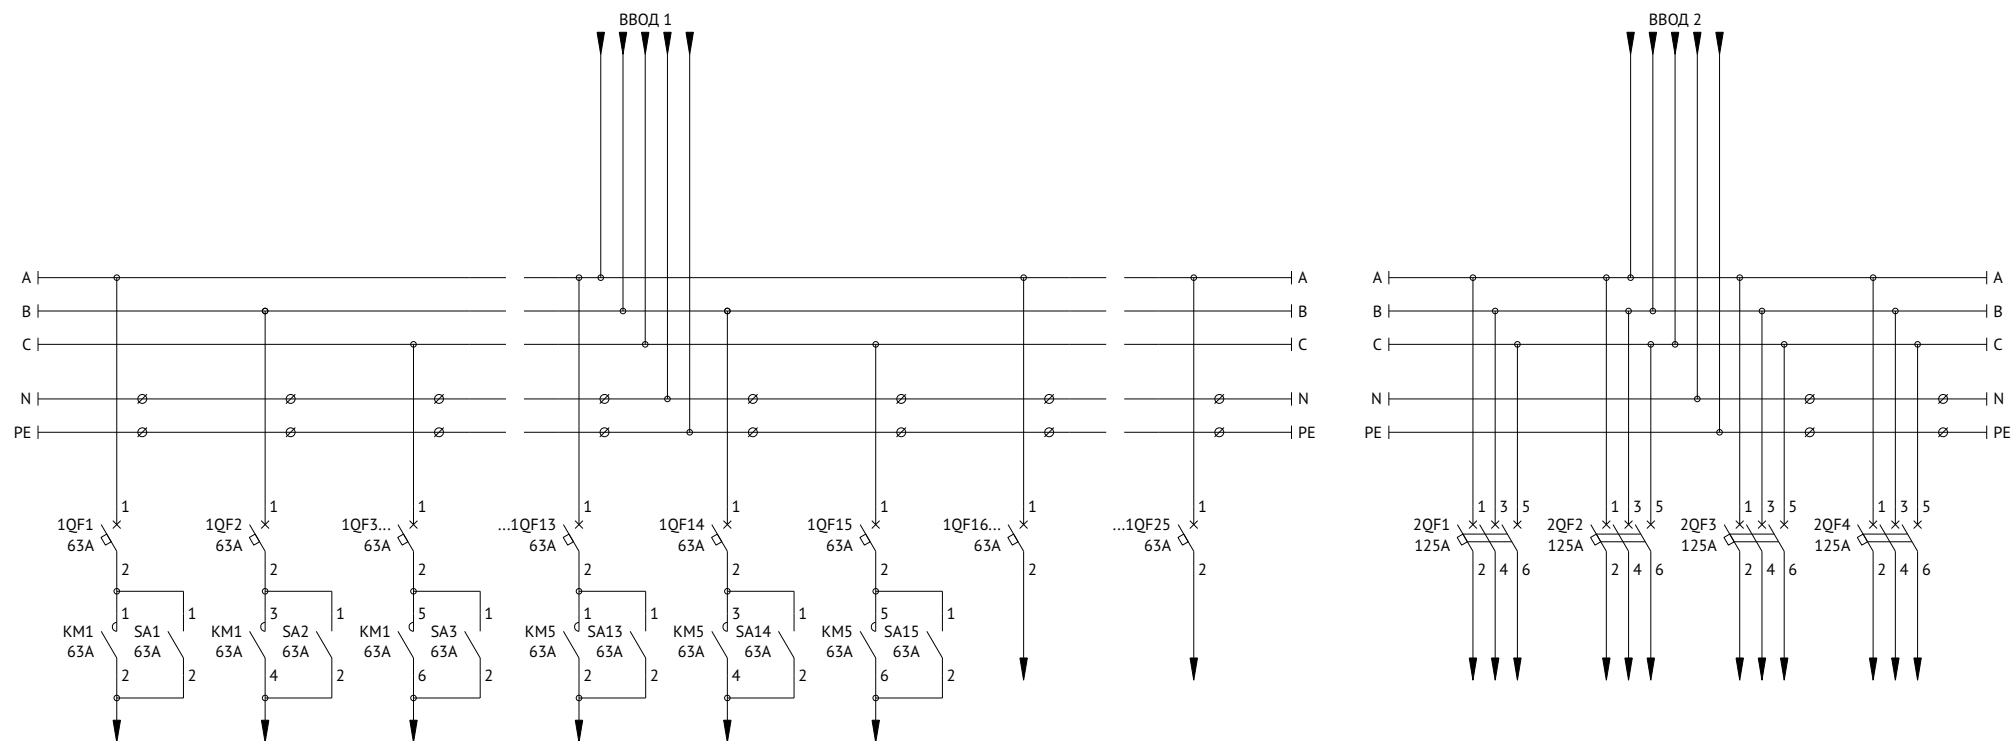 ВВОД 1 ВВОД 2
A A A A
B B B B
C C C C
N N N N
PE PE PE PE
1 1 1 1 1 1 1 1 1 3 5 1 3 5 1 3 5 1 3 5
1QF1 1QF2 1QF3... ...1QF13 1QF14 1QF15 1QF16... ...1QF25 2QF1 2QF2 2QF3 2QF4
63A 63A 63A 63A 63A 63A 63A 63A 125A 125A 125A 125A
2 2 2 2 2 2 2 2 2 4 6 2 4 6 2 4 6 2 4 6
1 1 3 1 5 1 1 1 3 1 5 1
KM1 SA1 KM1 SA2 KM1 SA3 KM5 SA13 KM5 SA14 KM5 SA15
63A 63A 63A 63A 63A 63A 63A 63A 63A 63A 63A 63A
2 2 4 2 6 2 2 2 4 2 6 2